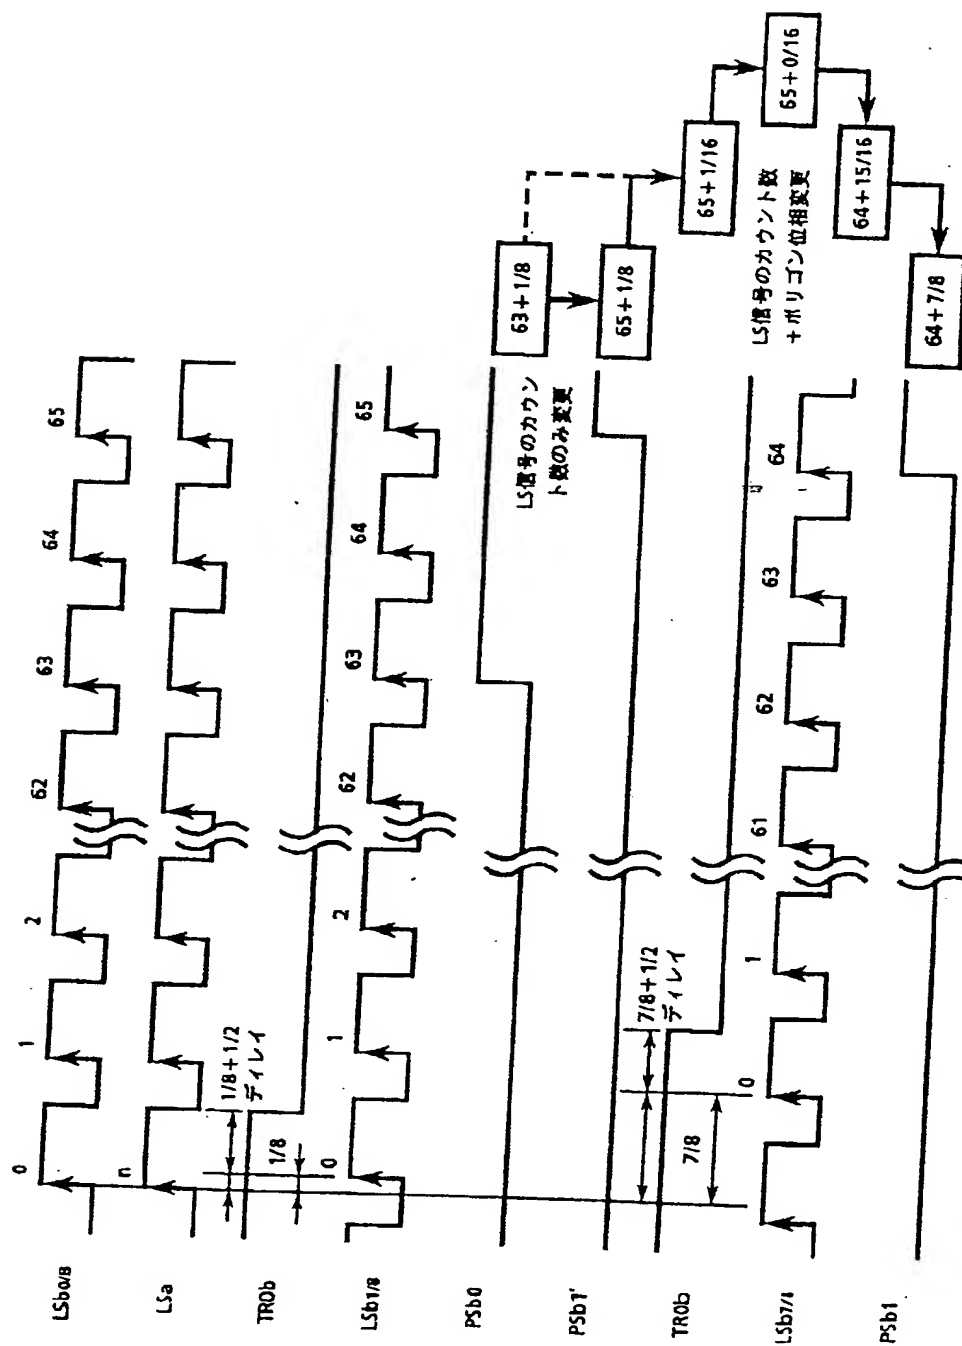 LSb0/8
0
1
2
62
63
64
65
LSa
n
TR0b
1/8+1/2
ディレイ
1/8
LSb1/8
0
1
2
62
63
64
65
PSb0
LS信号のカウン
ト数のみ変更
63+1/8
PSb1'
65+1/8
TR0b
7/8+1/2
ディレイ
7/8
65+1/16
65+0/16
LS信号のカウント数
+ポリゴン位相変更
LSb7/8
0
1
61
62
63
64
64+15/16
PSb1
64+7/8